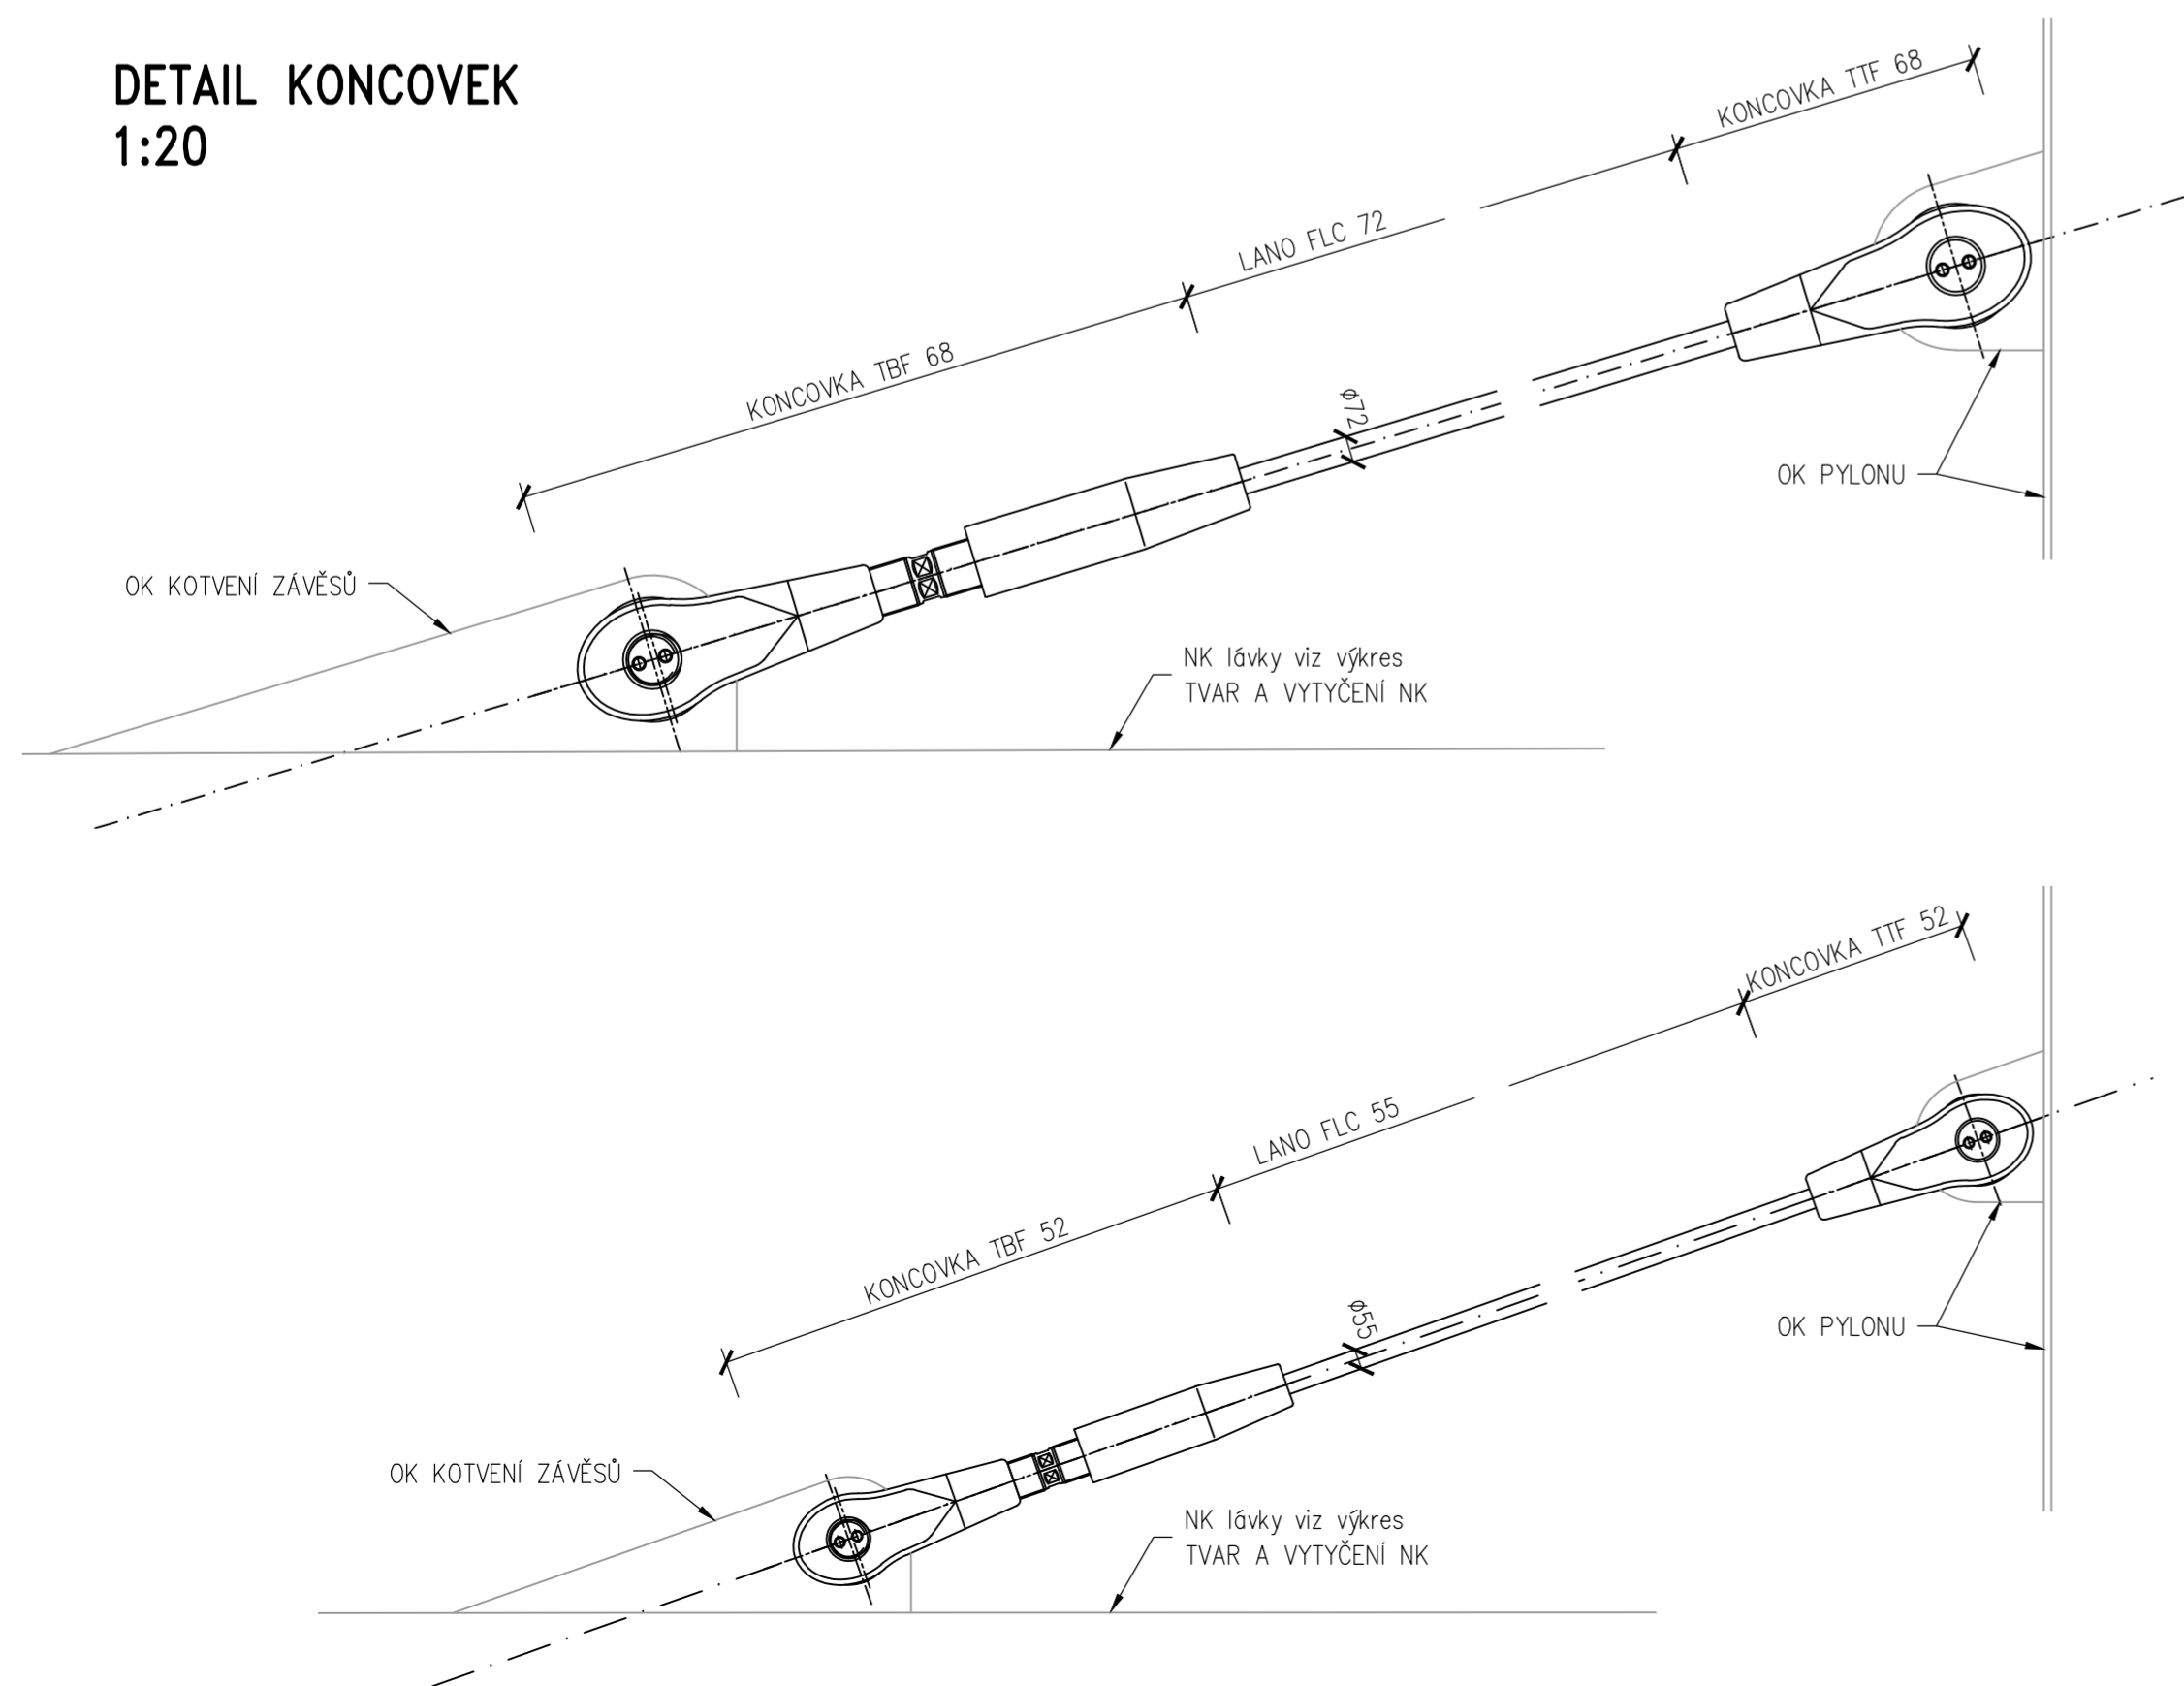 DETAIL KONCOVEK
1:20
KONCOVKA TTF 68
LANO FLC 72
KONCOVKA TBF 68
ø72
OK PYLONU
OK KOTVENÍ ZÁVĚSŮ
NK lávky viz výkres
TVAR A VYTYČENÍ NK
KONCOVKA TTF 52
LANO FLC 55
KONCOVKA TBF 52
ø55
OK PYLONU
OK KOTVENÍ ZÁVĚSŮ
NK lávky viz výkres
TVAR A VYTYČENÍ NK